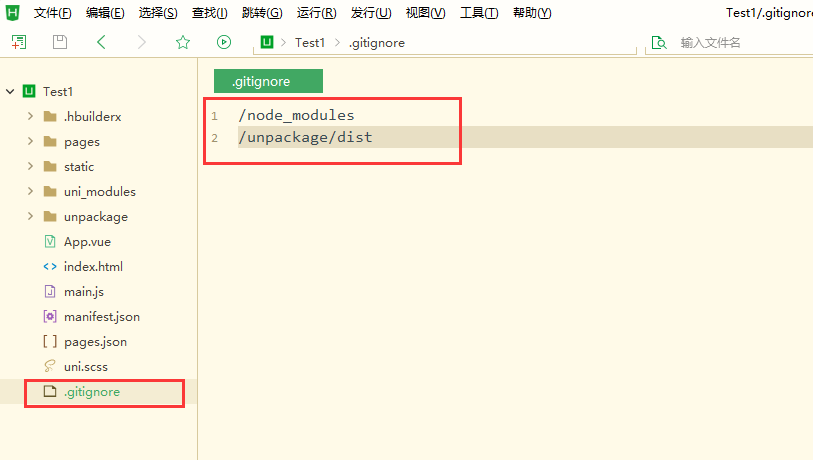 文件(F) 编辑(E) 选择(S) 查找(I) 跳转(G) 运行(R) 发行(U) 视图(V) 工具(T) 帮助(Y) Test1/.gitignore
Test1 .gitignore 输入文件名
Test1
.hbuilderx
pages
static
uni_modules
unpackage
App.vue
index.html
main.js
manifest.json
pages.json
uni.scss
.gitignore
.gitignore
1 /node_modules
2 /unpackage/dist